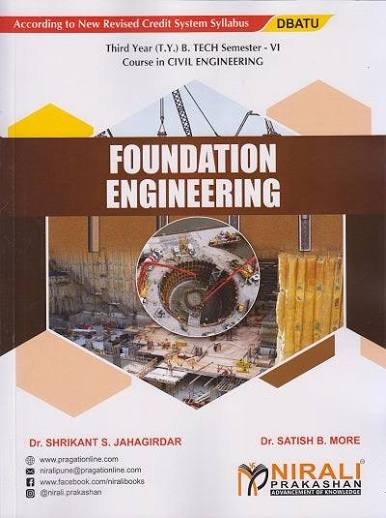 According to New Revised Credit System Syllabus DBATU
Third Year (T.Y.) B. TECH Semester - VI
Course in CIVIL ENGINEERING
FOUNDATION
ENGINEERING
Dr. SHRIKANT S. JAHAGIRDAR Dr. SATISH B. MORE
www.pragationline.com
niralipune@pragationline.com
www.facebook.com/niralibooks
@nirali.prakashan
NIRALI
PRAKASHAN
ADVANCEMENT OF KNOWLEDGE